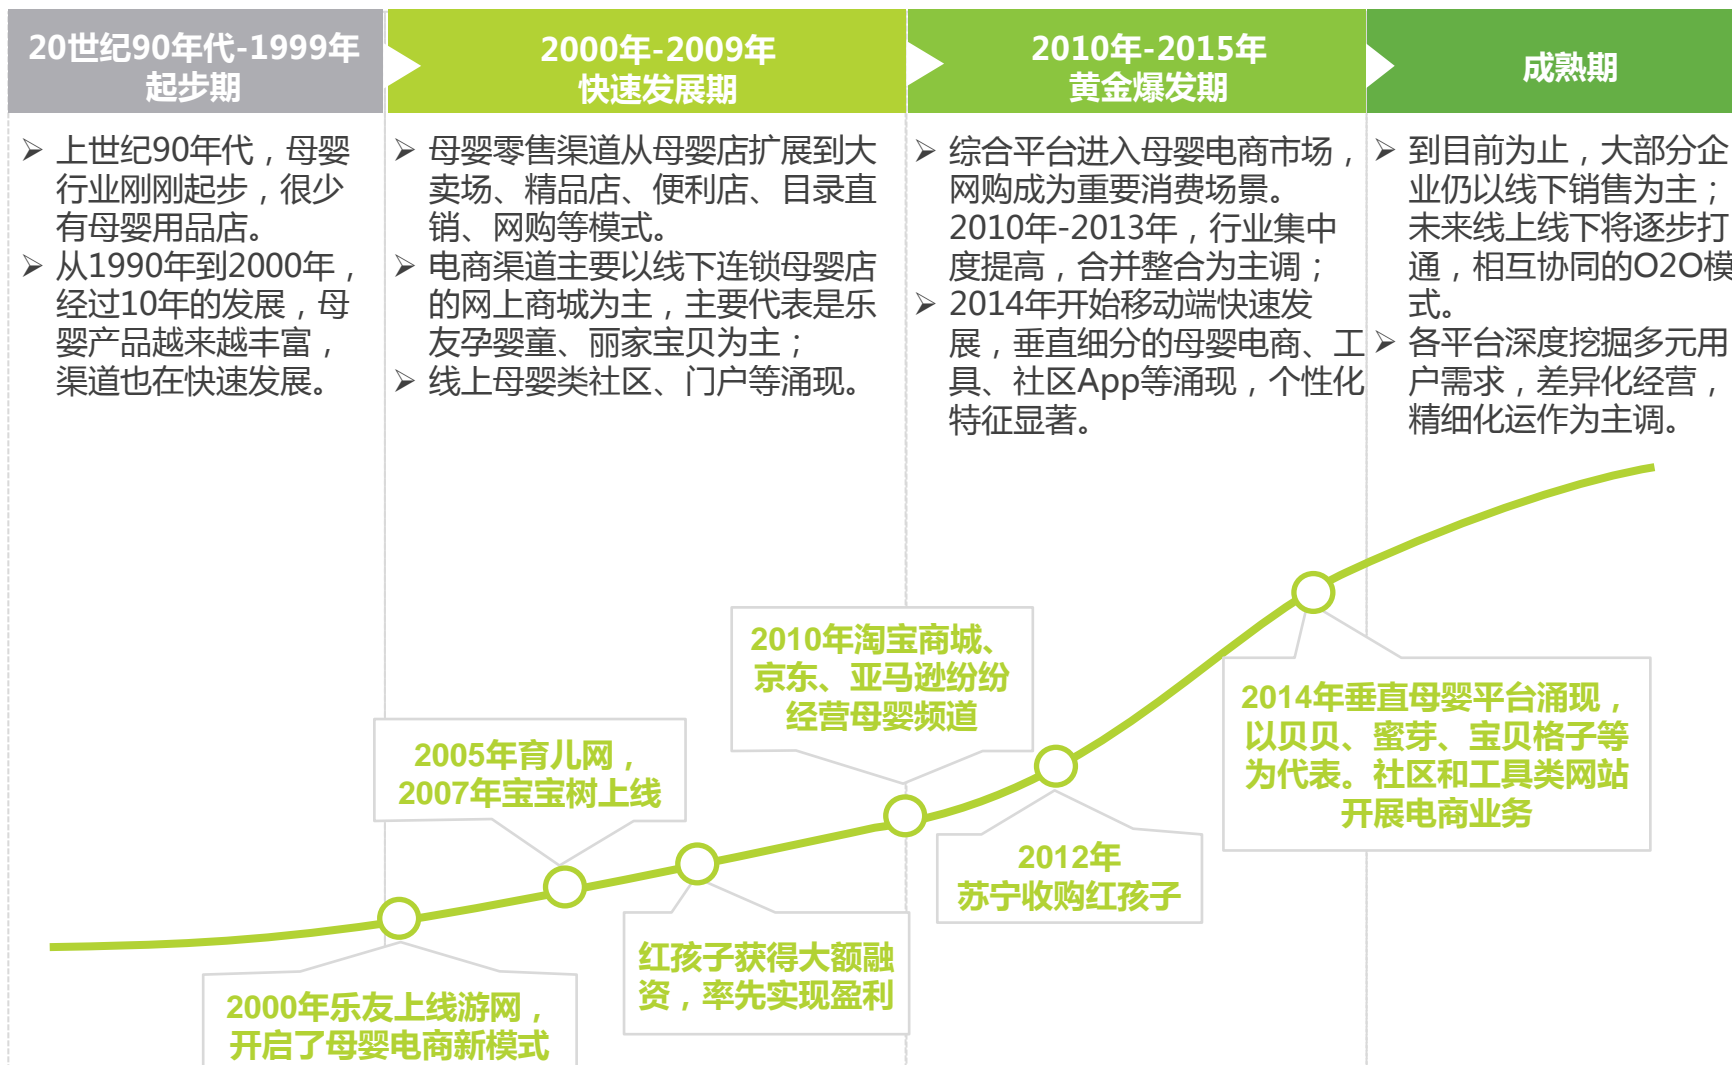 20世纪90年代-1999年
起步期
2000年-2009年
快速发展期
2010年-2015年
黄金爆发期
成熟期
➢ 上世纪90年代，母婴
行业刚刚起步，很少
有母婴用品店。
➢ 从1990年到2000年，
经过10年的发展，母
婴产品越来越丰富，
渠道也在快速发展。
➢ 母婴零售渠道从母婴店扩展到大
卖场、精品店、便利店、目录直
销、网购等模式。
➢ 电商渠道主要以线下连锁母婴店
的网上商城为主，主要代表是乐
友孕婴童、丽家宝贝为主；
➢ 线上母婴类社区、门户等涌现。
➢ 综合平台进入母婴电商市场，
网购成为重要消费场景。
2010年-2013年，行业集中
度提高，合并整合为主调；
➢ 2014年开始移动端快速发
展，垂直细分的母婴电商、工
具、社区App等涌现，个性化
特征显著。
➢ 到目前为止，大部分企
业仍以线下销售为主；
未来线上线下将逐步打
通，相互协同的O2O模
式。
➢ 各平台深度挖掘多元用
户需求，差异化经营，
精细化运作为主调。
2000年乐友上线游网，
开启了母婴电商新模式
2005年育儿网，
2007年宝宝树上线
红孩子获得大额融
资，率先实现盈利
2010年淘宝商城、
京东、亚马逊纷纷
经营母婴频道
2012年
苏宁收购红孩子
2014年垂直母婴平台涌现，
以贝贝、蜜芽、宝贝格子等
为代表。社区和工具类网站
开展电商业务